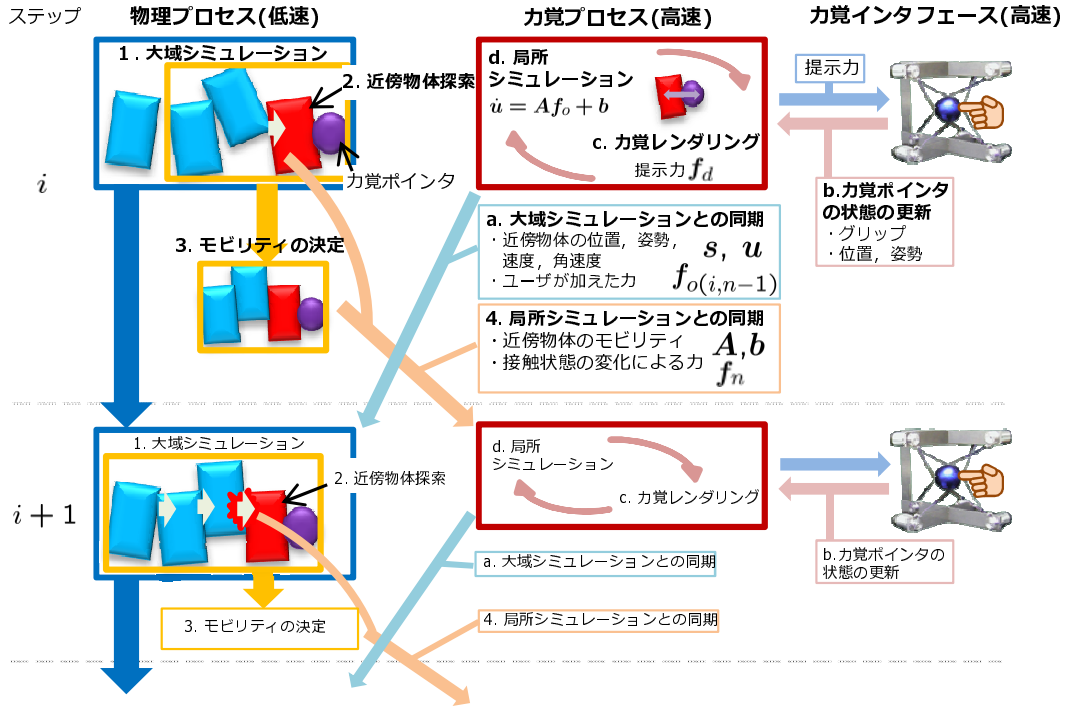 ステップ
物理プロセス(低速)
力覚プロセス(高速)
力覚インタフェース(高速)
i
1. 大域シミュレーション
2. 近傍物体探索
力覚ポインタ
3. モビリティの決定
d. 局所
シミュレーション
u̇ = Af_o + b
c. 力覚レンダリング
提示力 f_d
提示力
b.力覚ポインタ
の状態の更新
・グリップ
・位置，姿勢
a. 大域シミュレーションとの同期
・近傍物体の位置，姿勢，
速度，角速度
・ユーザが加えた力
s, u
f_{o(i,n−1)}
4. 局所シミュレーションとの同期
・近傍物体のモビリティ
・接触状態の変化による力
A,b
f_n
i + 1
1. 大域シミュレーション
2. 近傍物体探索
3. モビリティの決定
d. 局所
シミュレーション
c. 力覚レンダリング
b.力覚ポインタの
状態の更新
a. 大域シミュレーションとの同期
4. 局所シミュレーションとの同期